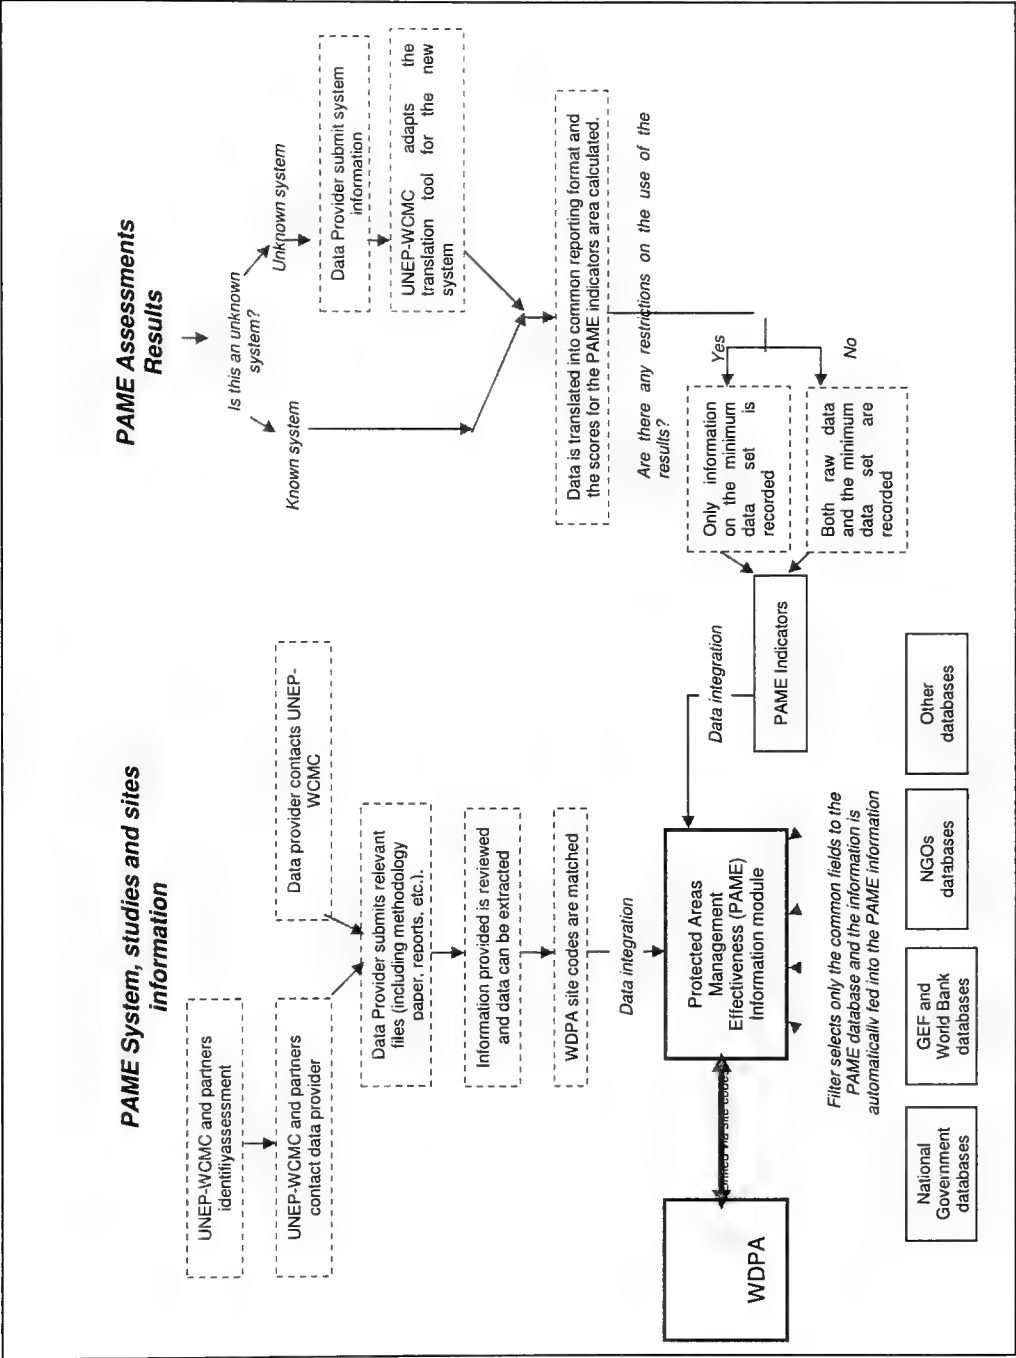 PAME System, studies and sites
information
UNEP-WCMC and partners
identifiyassessment
UNEP-WCMC and partners
contact data provider
Data provider contacts UNEP-
WCMC
Data Provider submits relevant
files (including methodology
paper, reports, etc.).
Information provided is reviewed
and data can be extracted
WDPA site codes are matched
Data integration
PAME Assessments
Results
Is this an unknown
system?
Known system
Unknown system
Data Provider submit system
information
UNEP-WCMC adapts the
translation tool for the new
system
Data is translated into common reporting format and
the scores for the PAME indicators area calculated.
Are there any restrictions on the use of the
results?
Yes
No
Only information
on the minimum
data set is
recorded
Both raw data
and the minimum
data set are
recorded
PAME Indicators
Data integration
WDPA
Linked via site code
Protected Areas
Management
Effectiveness (PAME)
Information module
Filter selects only the common fields to the
PAME database and the information is
automatically fed into the PAME information
National
Government
databases
GEF and
World Bank
databases
NGOs
databases
Other
databases